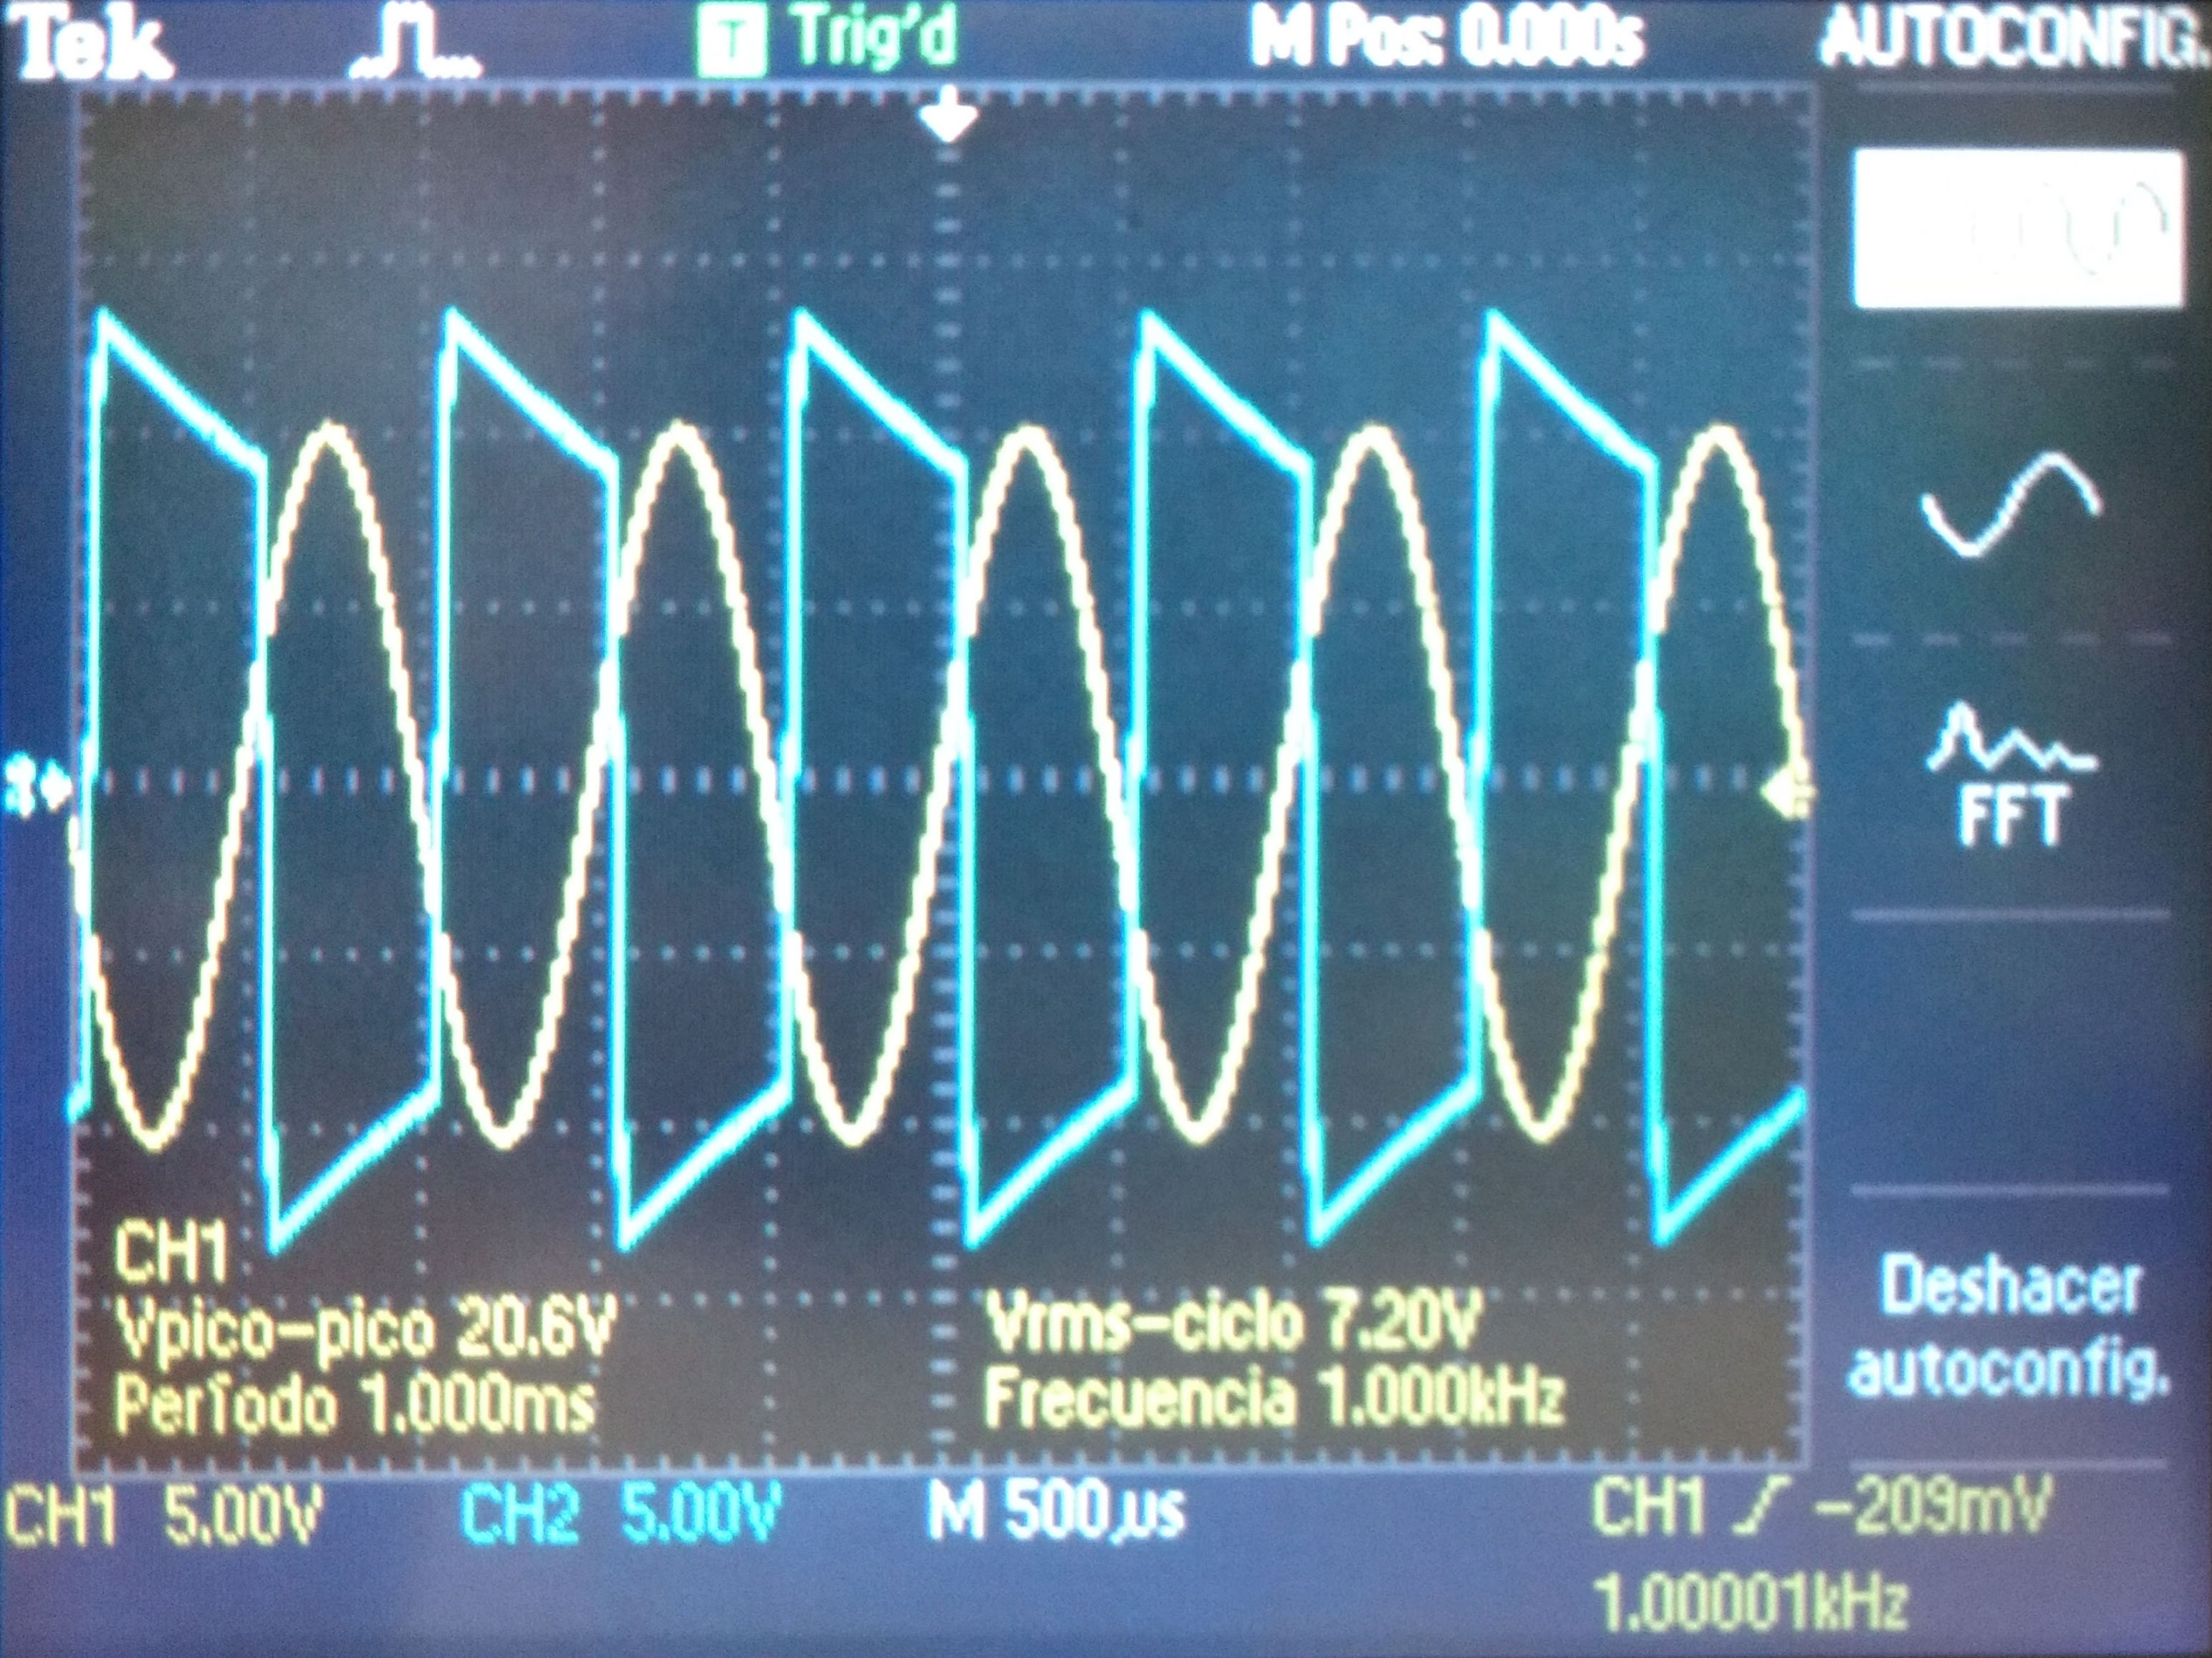 Tek T Trig'd M Pos: 0.000s AUTOCONFIG.
FFT
CH1
Vpico-pico 20.6V Vrms-ciclo 7.20V
Período 1.000ms Frecuencia 1.000kHz
Deshacer
autoconfig.
CH1 5.00V CH2 5.00V M 500µs CH1 -209mV
1.00001kHz